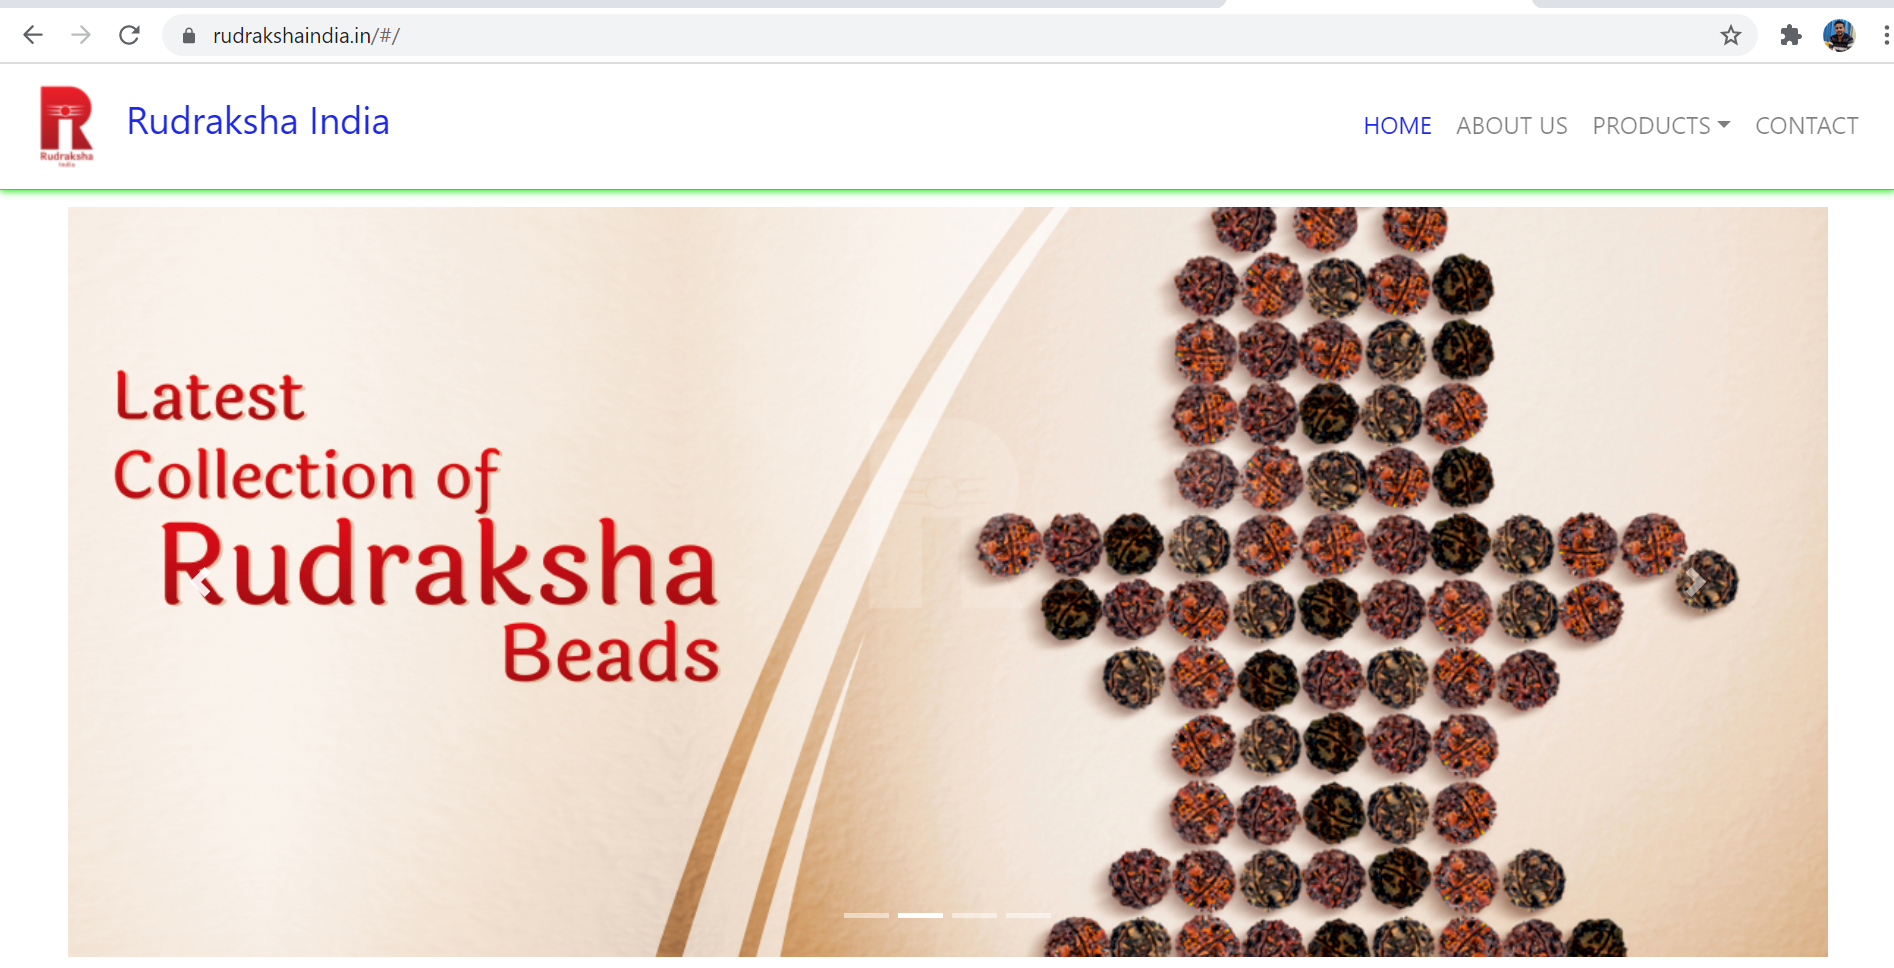 rudrakshaindia.in/#/
Rudraksha
India
Rudraksha India
HOME ABOUT US PRODUCTS CONTACT
Latest
Collection of
Rudraksha
Beads